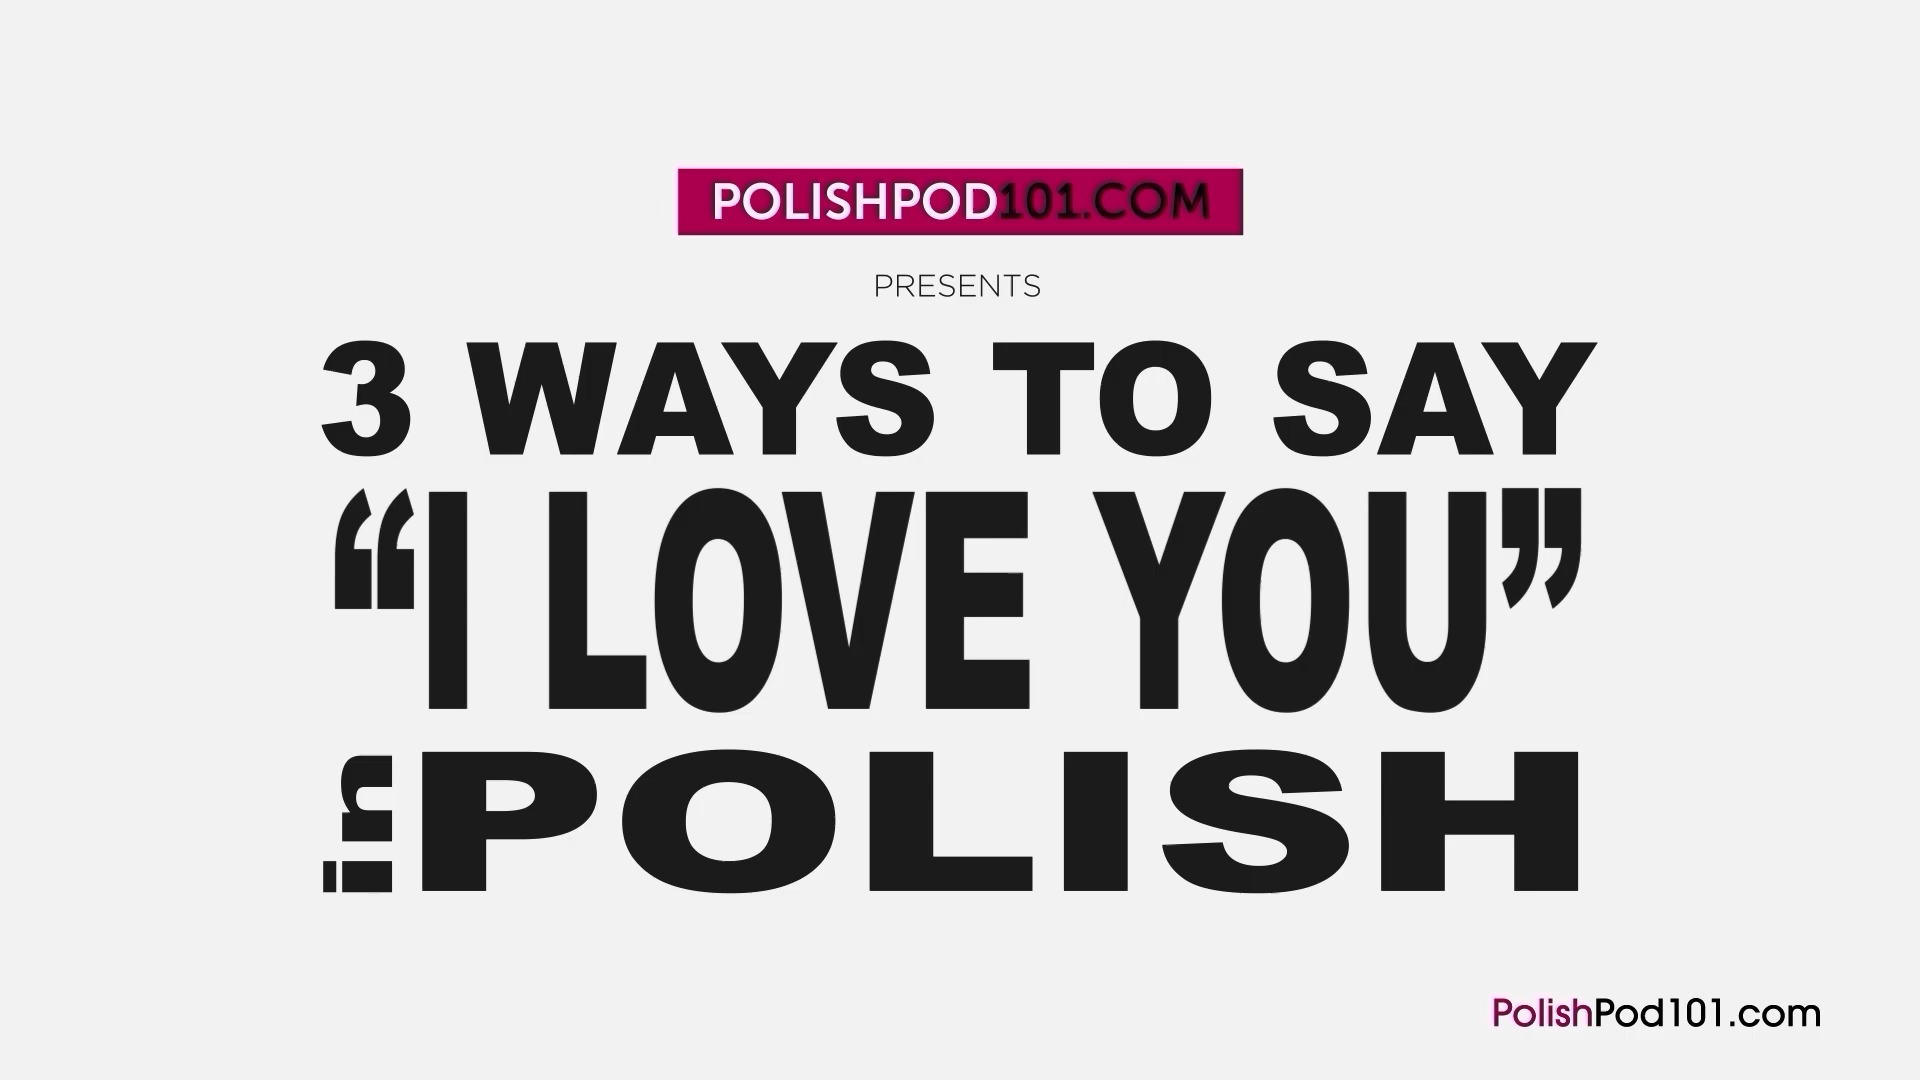 POLISHPOD101.COM
PRESENTS
3 WAYS TO SAY
“I LOVE YOU”
in POLISH
PolishPod101.com